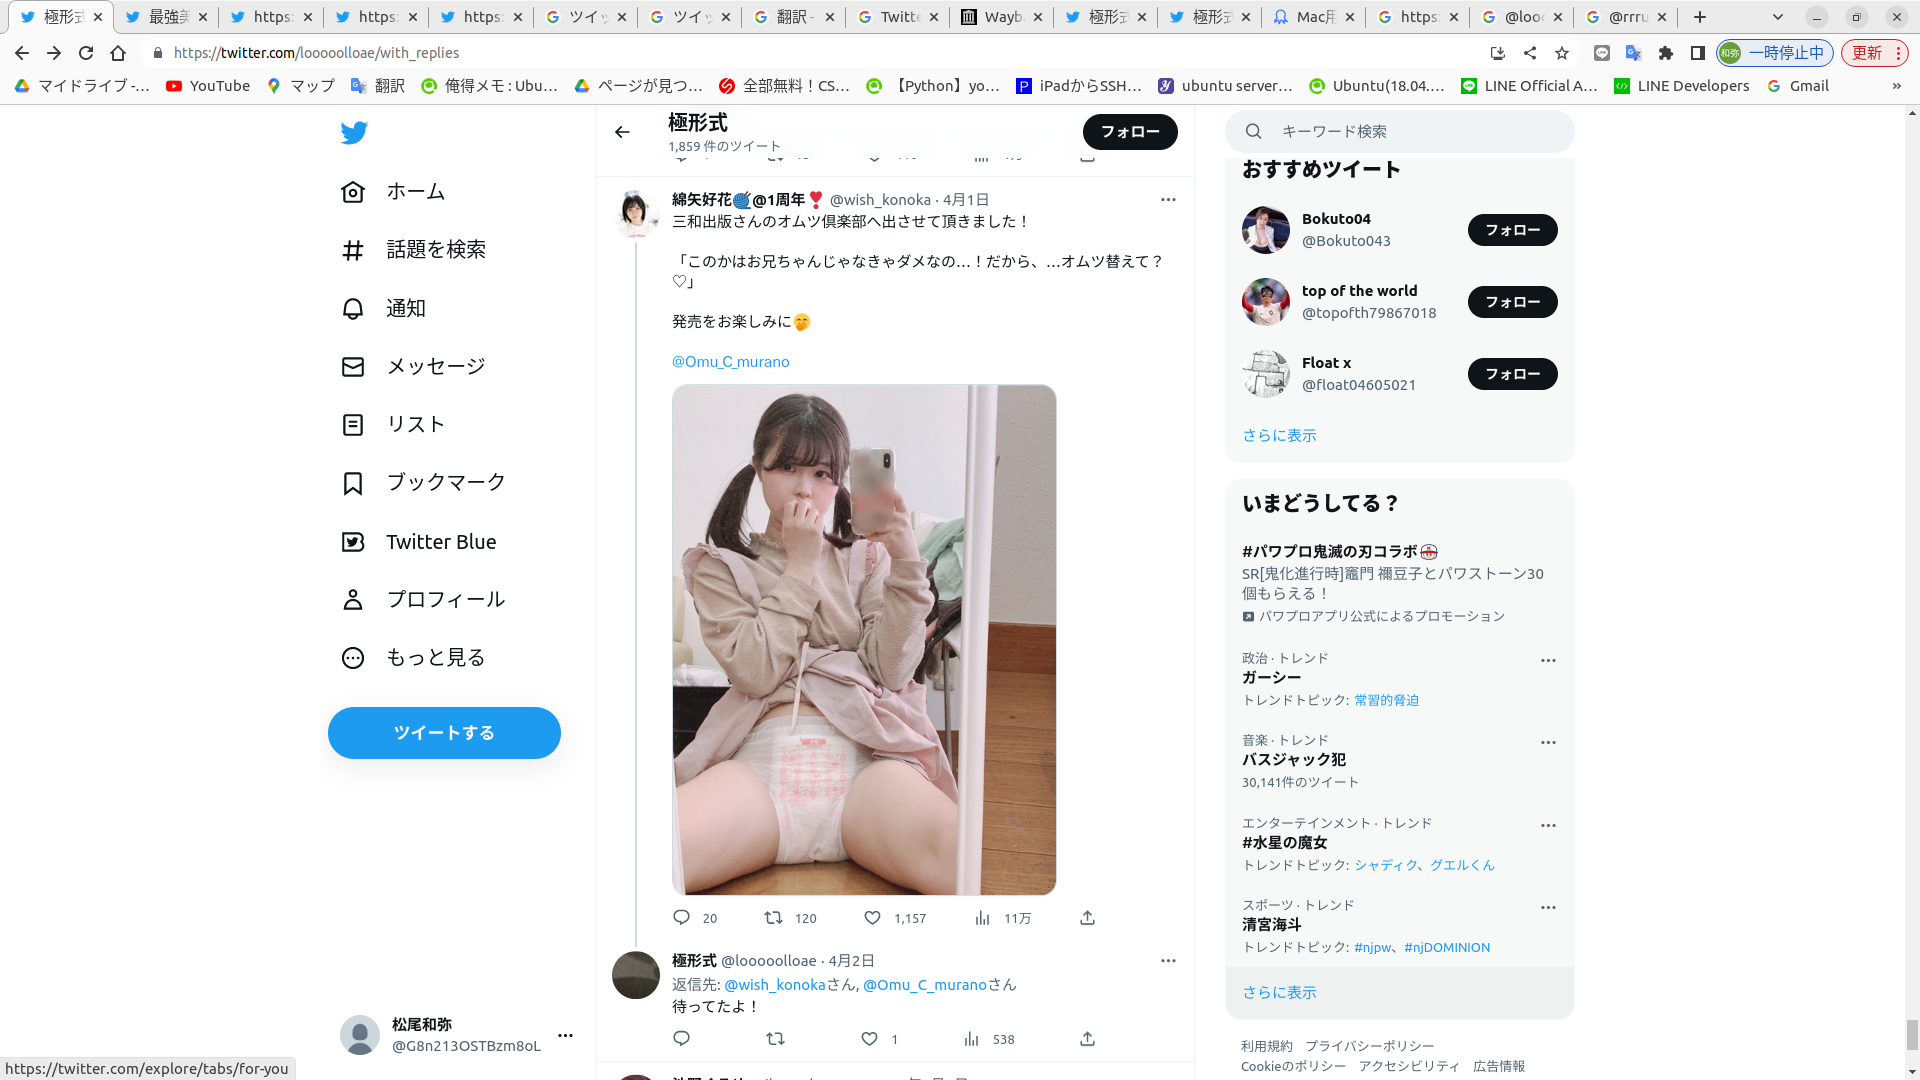 極形式
最強美
https:
https:
https:
ツイッ
ツイッ
翻訳 -
Twitte
Wayb
極形式
極形式
Mac用
https:
@looo
@rrru
https://twitter.com/looooolloae/with_replies
和弥
一時停止中
更新
マイドライブ -...
YouTube
マップ
翻訳
俺得メモ : Ubu...
ページが見つ...
全部無料！CS...
【Python】yo...
iPadからSSH...
ubuntu server...
Ubuntu(18.04....
LINE Official A...
LINE Developers
Gmail
»
ホーム
話題を検索
通知
メッセージ
リスト
ブックマーク
Twitter Blue
プロフィール
もっと見る
ツイートする
松尾和弥
@G8n213OSTBzm8oL
https://twitter.com/explore/tabs/for-you
極形式
1,859 件のツイート
フォロー
綿矢好花🧶@1周年❣ @wish_konoka · 4月1日
三和出版さんのオムツ倶楽部へ出させて頂きました！
「このかはお兄ちゃんじゃなきゃダメなの…！だから、…オムツ替えて？
♡」
発売をお楽しみに🤭
@Omu_C_murano
20 120 1,157 11万
極形式 @looooolloae · 4月2日
返信先: @wish_konokaさん, @Omu_C_muranoさん
待ってたよ！
1 538
キーワード検索
おすすめツイート
Bokuto04
@Bokuto043
フォロー
top of the world
@topofth79867018
フォロー
Float x
@float04605021
フォロー
さらに表示
いまどうしてる？
#パワプロ鬼滅の刃コラボ
SR[鬼化進行時]竈門 禰豆子とパワストーン30
個もらえる！
パワプロアプリ公式によるプロモーション
政治 · トレンド
ガーシー
トレンドトピック: 常習的脅迫
音楽 · トレンド
バスジャック犯
30,141件のツイート
エンターテインメント · トレンド
#水星の魔女
トレンドトピック: シャディク、グエルくん
スポーツ · トレンド
清宮海斗
トレンドトピック: #njpw、#njDOMINION
さらに表示
利用規約 プライバシーポリシー
Cookieのポリシー アクセシビリティ 広告情報